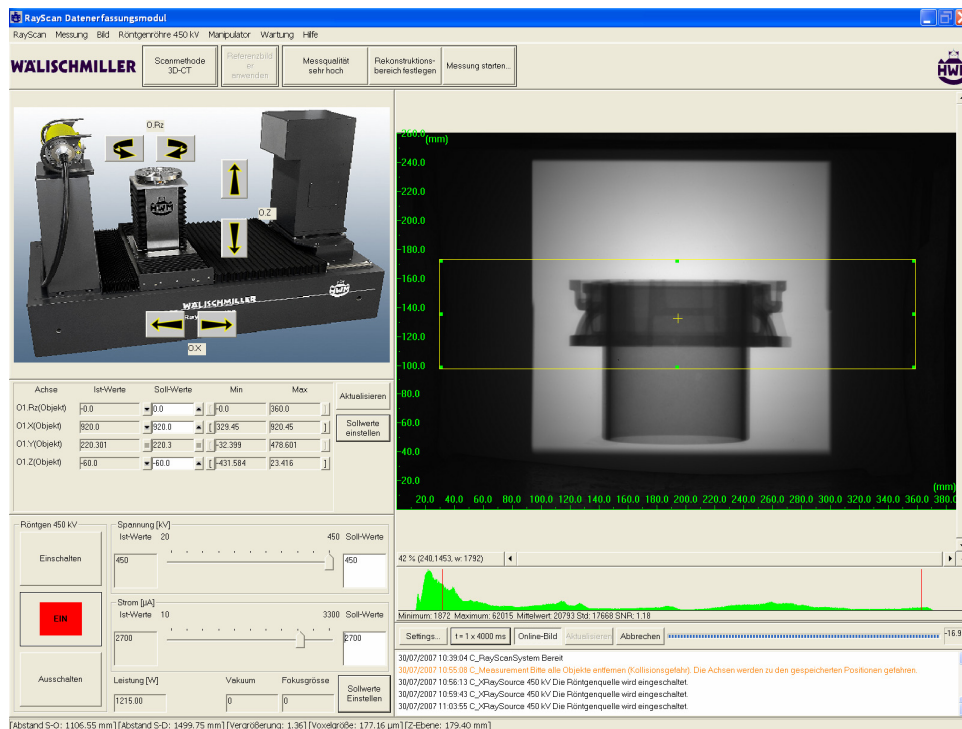 RayScan Datenerfassungsmodul
RayScan Messung Bild Röntgenröhre 450 kV Manipulator Wartung Hilfe
WÄLISCHMILLER
Scanmethode
3D-CT
Referenzbild
er
anwenden
Messqualität
sehr hoch
Rekonstruktions-
bereich festlegen
Messung starten...
HWM
O.Rz
O.Z
HWM
WÄLISCHMILLER
HWM
Ray
O.X
260.0 (mm)
240.0
220.0
200.0
180.0
160.0
140.0
120.0
100.0
80.0
60.0
40.0
20.0
(mm)
20.0 40.0 60.0 80.0 100.0 120.0 140.0 160.0 180.0 200.0 220.0 240.0 260.0 280.0 300.0 320.0 340.0 360.0 380.0
Achse Ist-Werte Soll-Werte Min Max
Aktualisieren
O1.Rz(Objekt) -0.0 0.0 [ -0.0 360.0 ]
O1.X(Objekt) 920.0 920.0 [ 329.45 920.45 ]
O1.Y(Objekt) 220.301 220.3 [ -32.399 478.601 ]
O1.Z(Objekt) -60.0 -60.0 [ -431.584 23.416 ]
Sollwerte
einstellen
Röntgen 450 kV
Einschalten
EIN
Ausschalten
Spannung [kV]
Ist-Werte 20 450 Soll-Werte
450 450
Strom [µA]
Ist-Werte 10 3300 Soll-Werte
2700 2700
Leistung [W] Vakuum Fokusgrösse
1215.00 0 0
Sollwerte
Einstellen
42 % (240,1453, w: 1792)
Minimum: 1872 Maximum: 62015 Mittelwert: 20793 Std: 17668 SNR: 1.18
Settings... t = 1 x 4000 ms Online-Bild Aktualisieren Abbrechen -16.9
30/07/2007 10:39:04 C_RayScanSystem Bereit
30/07/2007 10:55:08 C_Measurement Bitte alle Objekte entfernen (Kollisionsgefahr). Die Achsen werden zu den gespeicherten Positionen gefahren.
30/07/2007 10:56:13 C_XRaySource 450 kV Die Röntgenquelle wird eingeschaltet.
30/07/2007 10:59:43 C_XRaySource 450 kV Die Röntgenquelle wird eingeschaltet.
30/07/2007 11:03:55 C_XRaySource 450 kV Die Röntgenquelle wird eingeschaltet.
[Abstand S-O: 1106.55 mm] [Abstand S-D: 1499.75 mm] [Vergrößerung: 1.36] [Voxelgröße: 177.16 µm] [Z-Ebene: 179.40 mm]